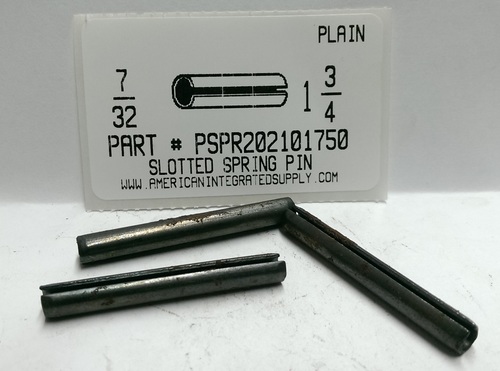 PLAIN
7/32
1 3/4
PART # PSPR202101750
SLOTTED SPRING PIN
WWW.AMERICANINTEGRATEDSUPPLY.COM